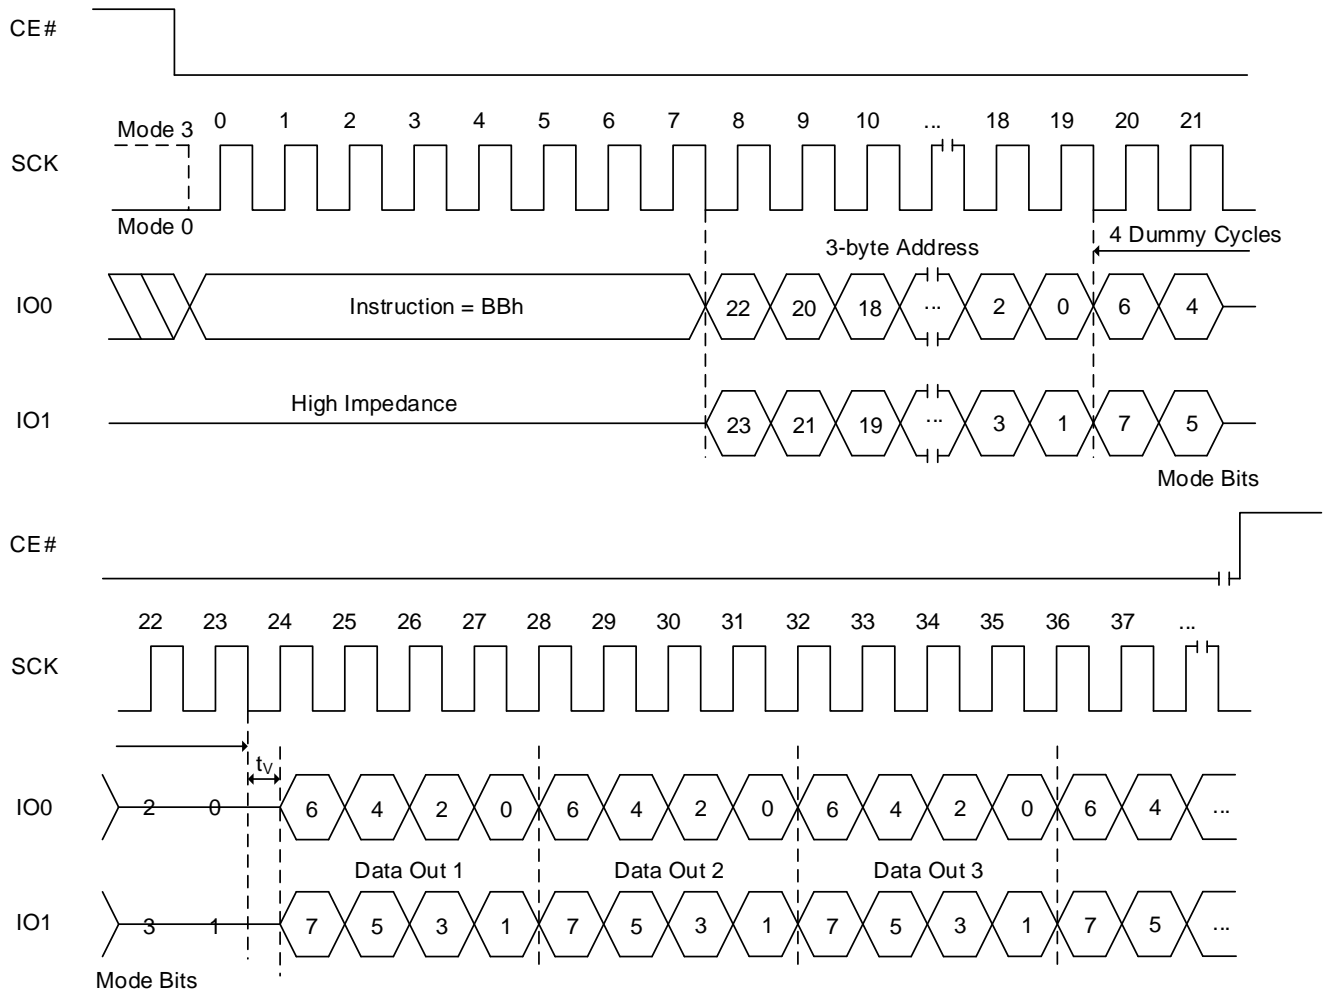 CE#
0 1 2 3 4 5 6 7 8 9 10 ... 18 19 20 21
Mode 3
SCK
Mode 0
3-byte Address
4 Dummy Cycles
IO0
Instruction = BBh
22 20 18 ... 2 0 6 4
High Impedance
IO1
23 21 19 ... 3 1 7 5
Mode Bits
CE#
22 23 24 25 26 27 28 29 30 31 32 33 34 35 36 37 ...
SCK
tV
IO0
2 0 6 4 2 0 6 4 2 0 6 4 2 0 6 4 ...
Data Out 1 Data Out 2 Data Out 3
IO1
3 1 7 5 3 1 7 5 3 1 7 5 3 1 7 5 ...
Mode Bits